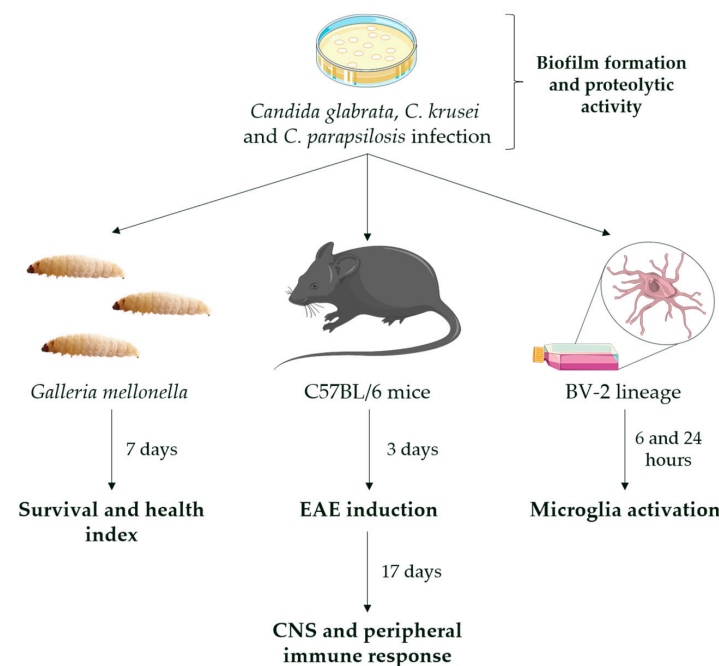 Biofilm formation
and proteolytic
activity
Candida glabrata, C. krusei
and C. parapsilosis infection
Galleria mellonella
C57BL/6 mice
BV-2 lineage
7 days
3 days
6 and 24
hours
Survival and health
index
EAE induction
Microglia activation
17 days
CNS and peripheral
immune response